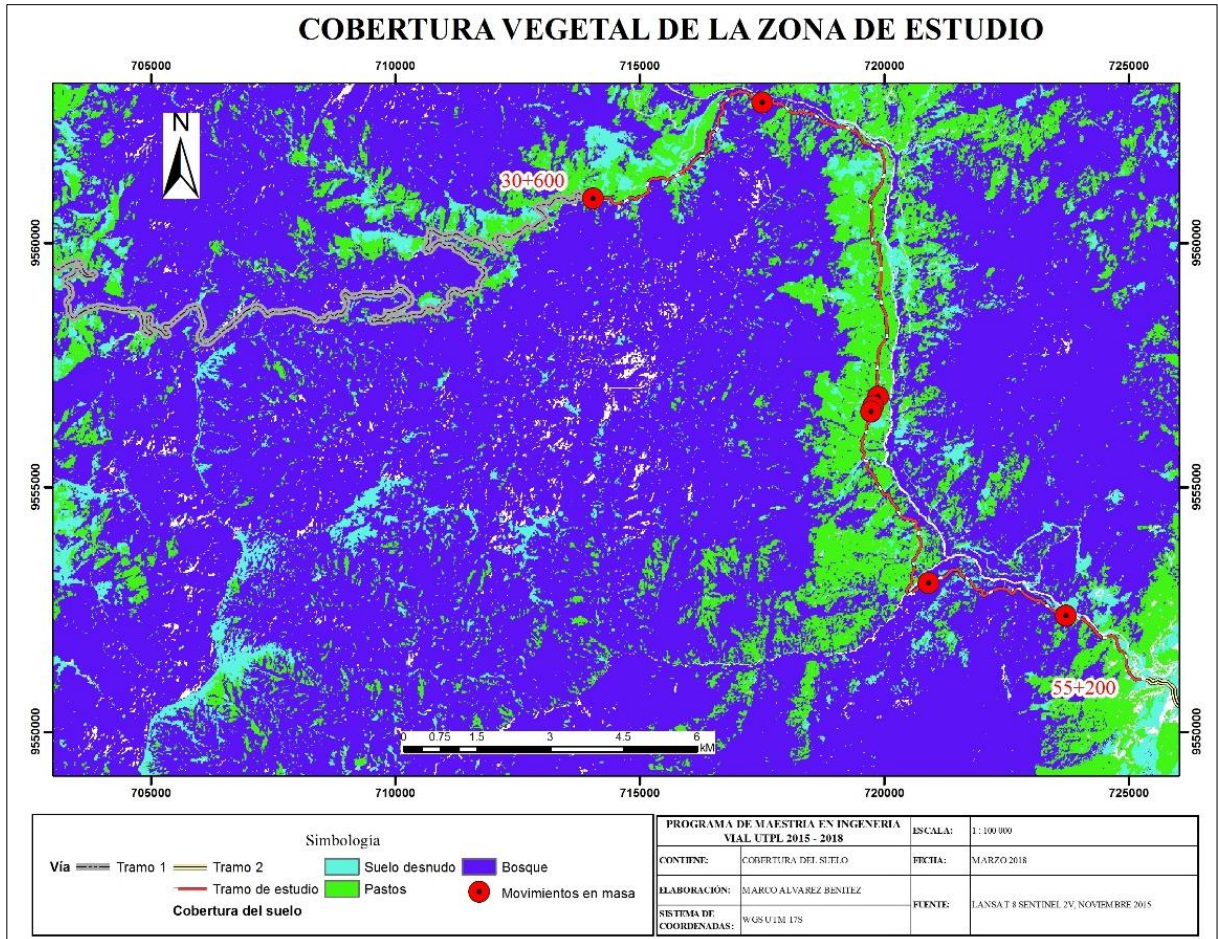 COBERTURA VEGETAL DE LA ZONA DE ESTUDIO
705000 710000 715000 720000 725000
N
30+600
9560000 9560000
9555000 9555000
55+200
9550000 9550000
0 0.75 1.5 3 4.5 6
KM
705000 710000 715000 720000 725000
Simbología
Vía Tramo 1 Tramo 2 Suelo desnudo Bosque
Tramo de estudio Pastos Movimientos en masa
Cobertura del suelo
PROGRAMA DE MAESTRIA EN INGENERIA
VIAL UTPL 2015 - 2018
ESCALA: 1 : 100 000
CONTIENE: COBERTURA DEL SUELO FECHA: MARZO 2018
ELABORACIÓN: MARCO ALVAREZ BENITEZ
FUENTE: LANSAT 8 SENTINEL 2V, NOVIEMBRE 2015
SISTEMA DE
COORDENADAS: WGS UTM 17S